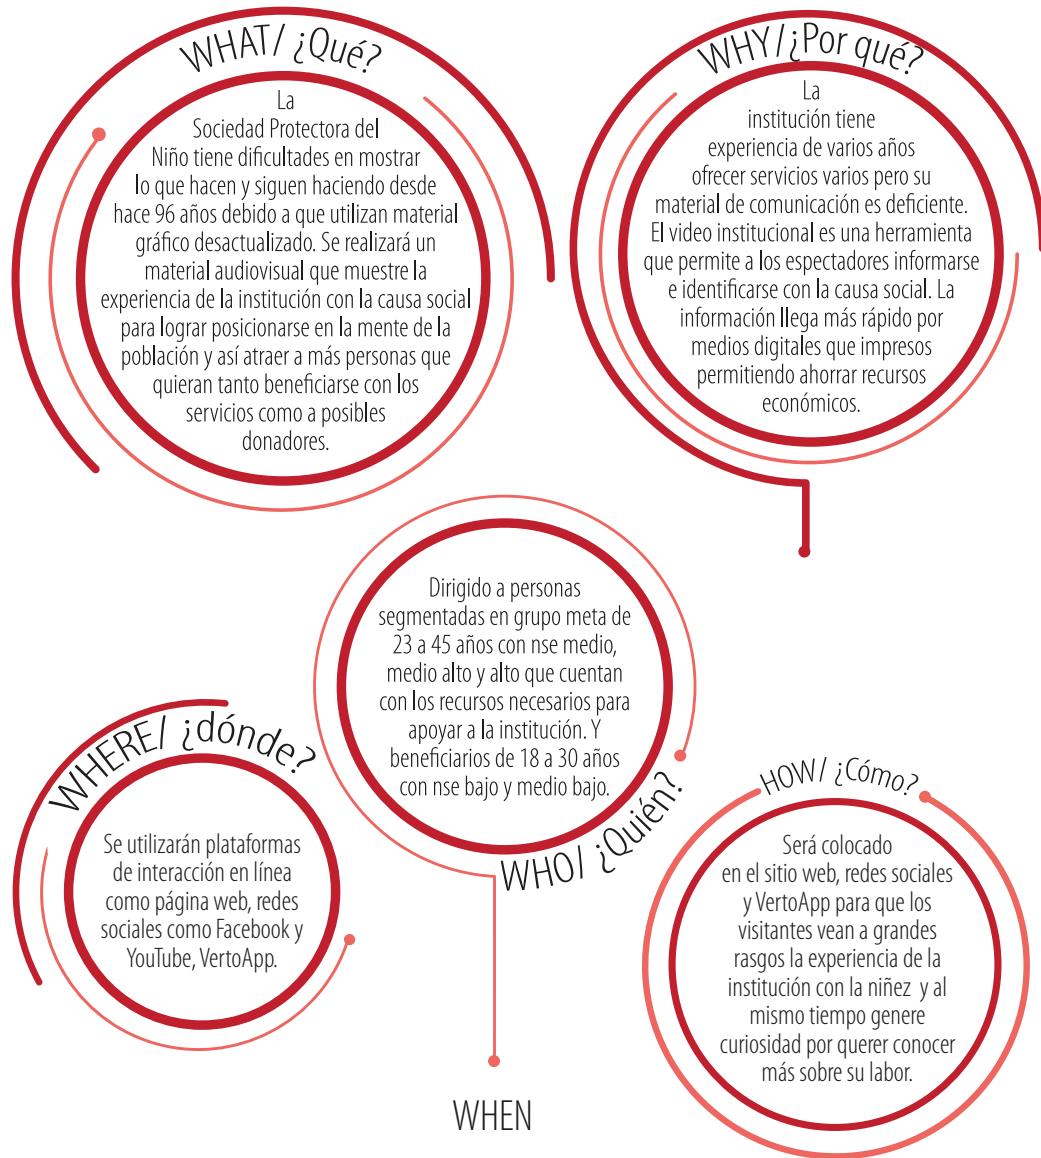 WHAT/ ¿Qué?
La
Sociedad Protectora del
Niño tiene dificultades en mostrar
lo que hacen y siguen haciendo desde
hace 96 años debido a que utilizan material
gráfico desactualizado. Se realizará un
material audiovisual que muestre la
experiencia de la institución con la causa social
para lograr posicionarse en la mente de la
población y así atraer a más personas que
quieran tanto beneficiarse con los
servicios como a posibles
donadores.
WHY/¿Por qué?
La
institución tiene
experiencia de varios años
ofrecer servicios varios pero su
material de comunicación es deficiente.
El video institucional es una herramienta
que permite a los espectadores informarse
e identificarse con la causa social. La
información llega más rápido por
medios digitales que impresos
permitiendo ahorrar recursos
económicos.
Dirigido a personas
segmentadas en grupo meta de
23 a 45 años con nse medio,
medio alto y alto que cuentan
con los recursos necesarios para
apoyar a la institución. Y
beneficiarios de 18 a 30 años
con nse bajo y medio bajo.
WHO/ ¿Quién?
WHERE/ ¿dónde?
Se utilizarán plataformas
de interacción en línea
como página web, redes
sociales como Facebook y
YouTube, VertoApp.
HOW/ ¿Cómo?
Será colocado
en el sitio web, redes sociales
y VertoApp para que los
visitantes vean a grandes
rasgos la experiencia de la
institución con la niñez y al
mismo tiempo genere
curiosidad por querer conocer
más sobre su labor.
WHEN